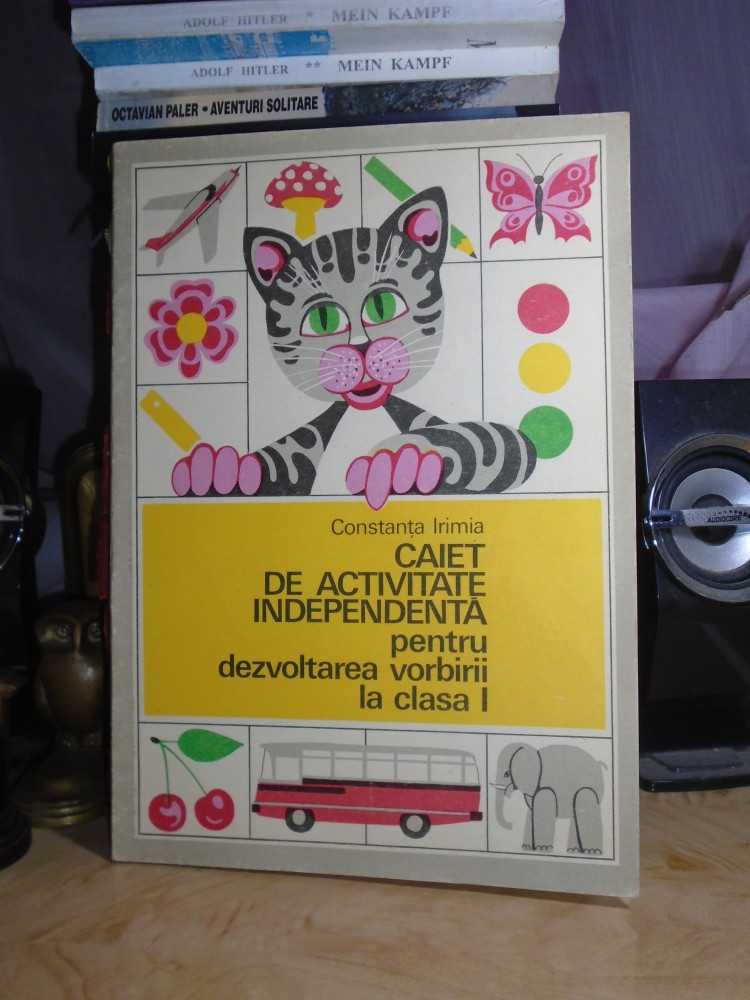 ADOLF HITLER * MEIN KAMPF
ADOLF HITLER ** MEIN KAMPF
OCTAVIAN PALER • AVENTURI SOLITARE
Constanța Irimia
CAIET
DE ACTIVITATE
INDEPENDENTĂ
pentru
dezvoltarea vorbirii
la clasa I
AUDIOCORE